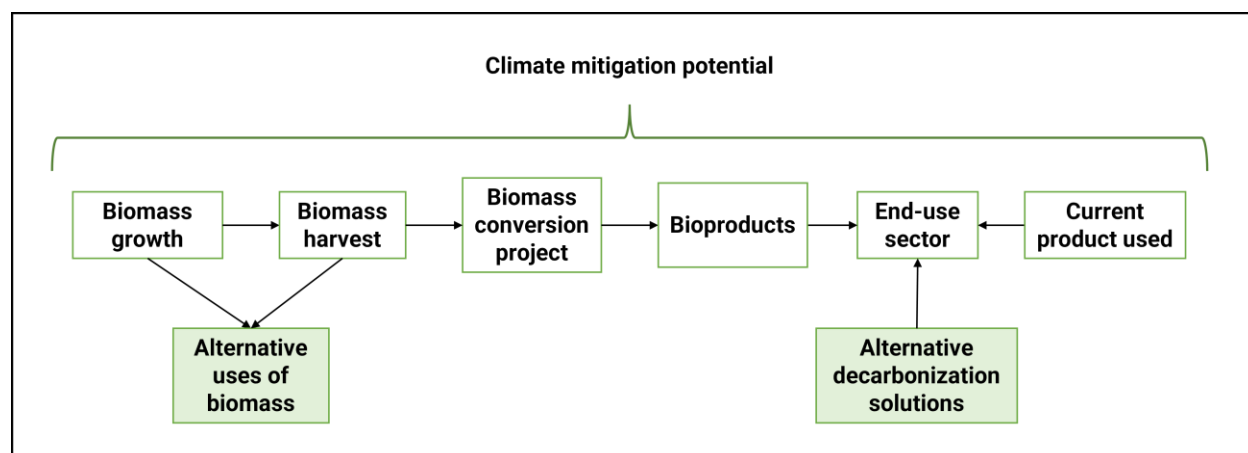 Climate mitigation potential
Biomass
growth
Biomass
harvest
Biomass
conversion
project
Bioproducts
End-use
sector
Current
product used
Alternative
uses of
biomass
Alternative
decarbonization
solutions